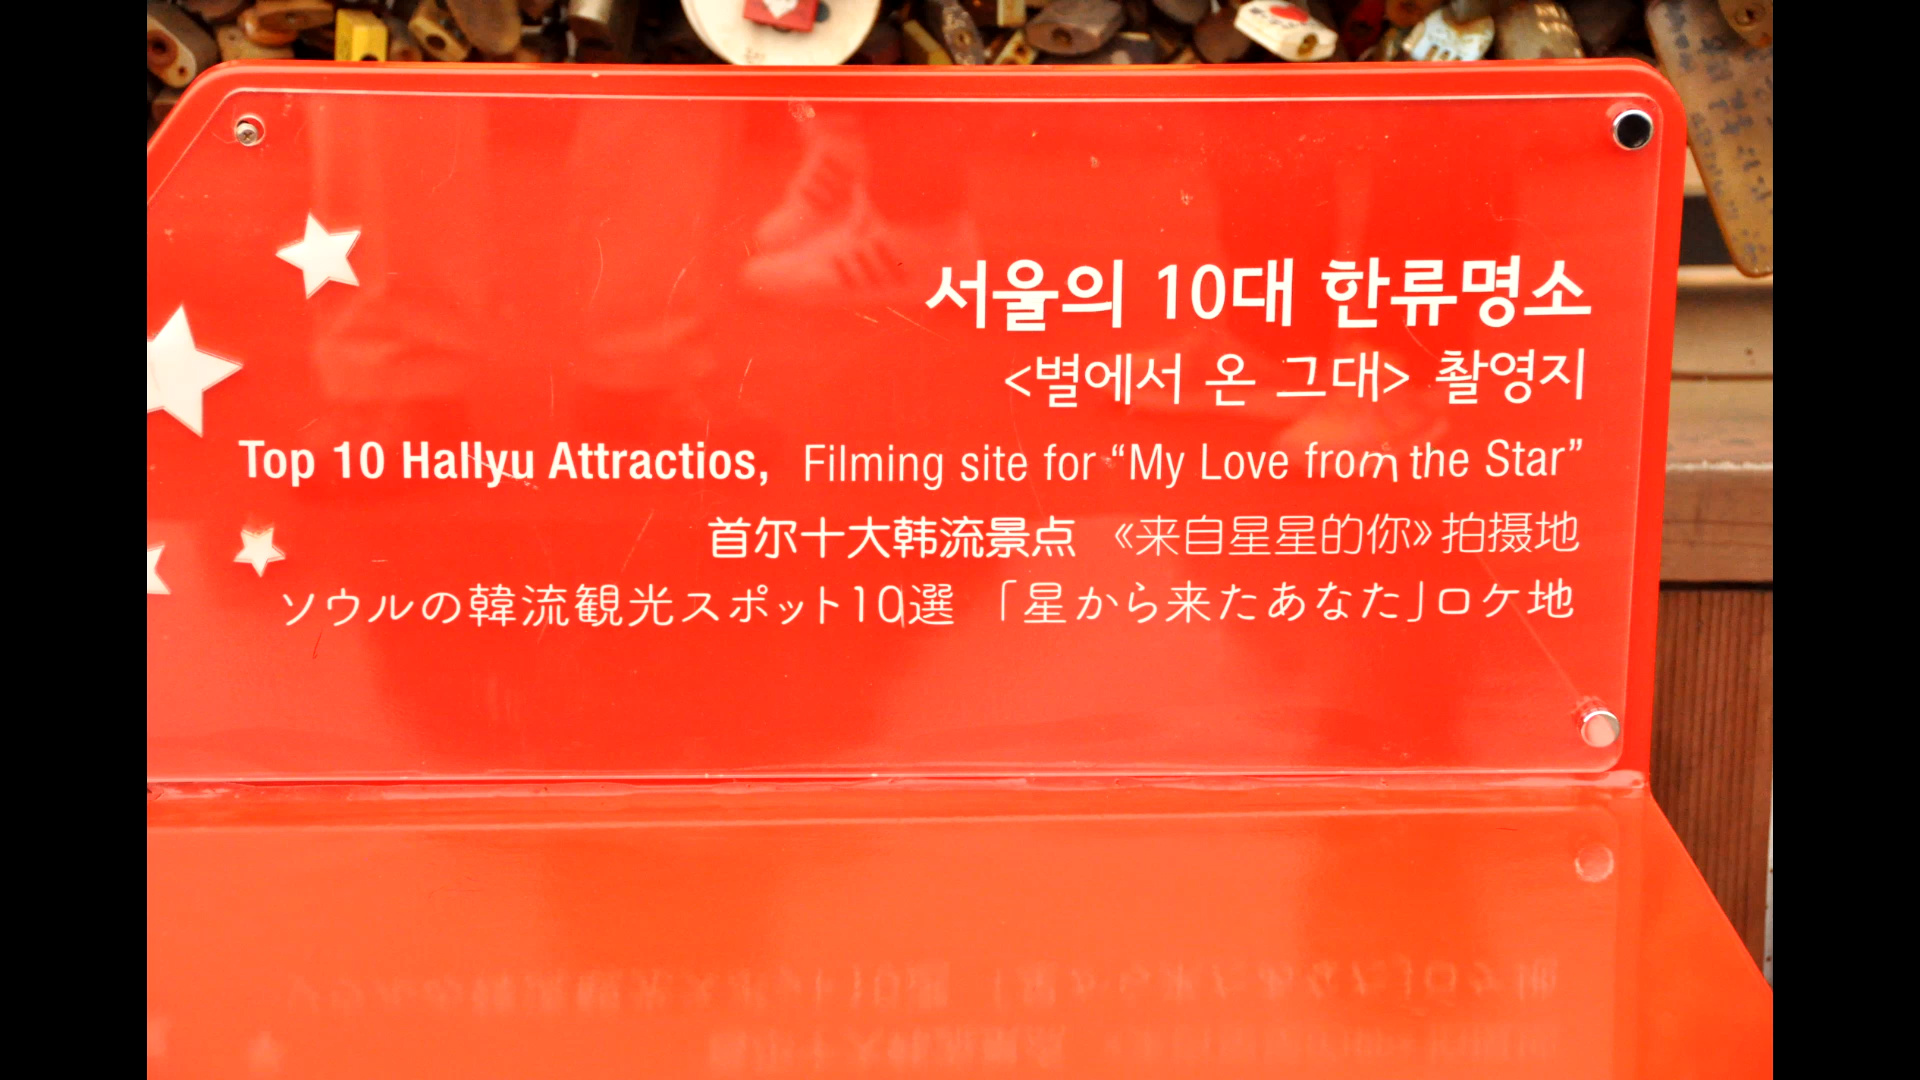 서울의 10대 한류명소
<별에서 온 그대> 촬영지
Top 10 Hallyu Attractios, Filming site for “My Love from the Star”
首尔十大韩流景点 《来自星星的你》拍摄地
ソウルの韓流観光スポット10選 「星から来たあなた」ロケ地